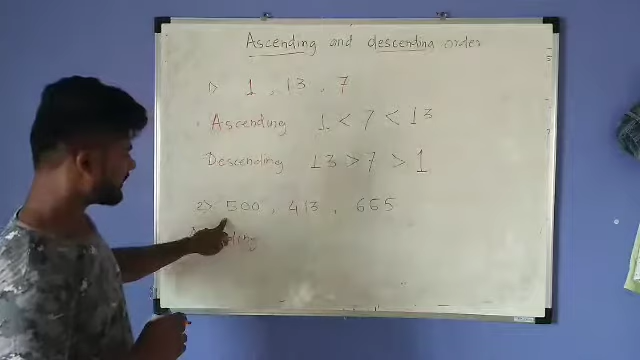 Ascending and descending order
1> 1 , 13 , 7
Ascending 1 < 7 < 13
Descending 13 > 7 > 1
2> 500 , 413 , 665